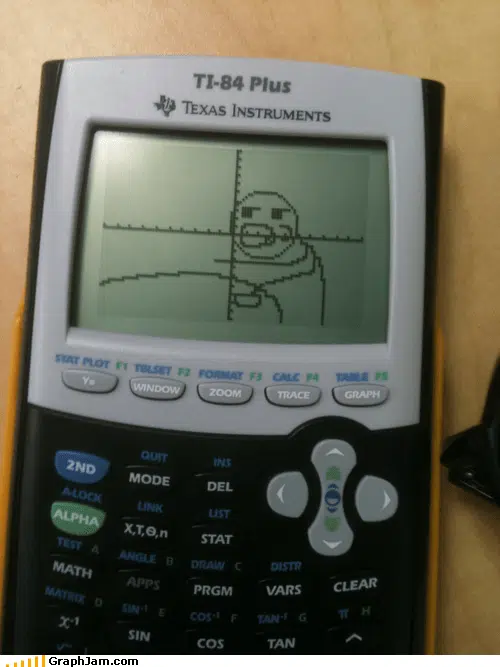 TI-84 Plus
TEXAS INSTRUMENTS
STAT PLOT F1 TBLSET F2 FORMAT F3 CALC F4 TABLE F5
Y= WINDOW ZOOM TRACE GRAPH
QUIT INS
2ND MODE DEL
A-LOCK LINK LIST
ALPHA X,T,Θ,n STAT
TEST A ANGLE B DRAW C DISTR
MATH APPS PRGM VARS CLEAR
MATRIX D SIN-1 E COS-1 F TAN-1 G π H
X-1 SIN COS TAN ^
GraphJam.com